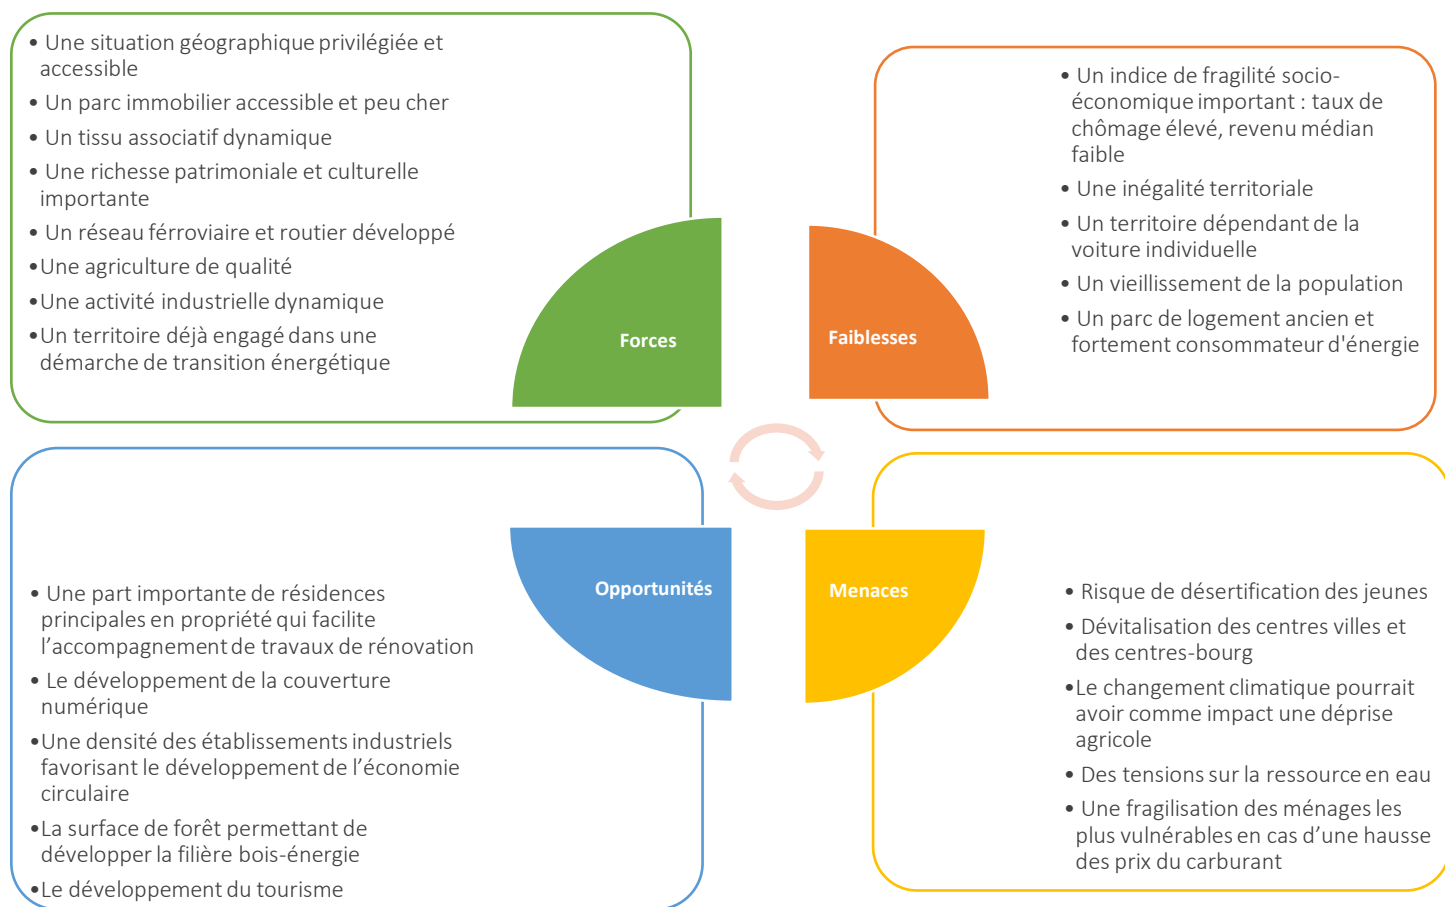 • Une situation géographique privilégiée et
accessible
• Un parc immobilier accessible et peu cher
• Un tissu associatif dynamique
• Une richesse patrimoniale et culturelle
importante
• Un réseau férroviaire et routier développé
•Une agriculture de qualité
•Une activité industrielle dynamique
•Un territoire déjà engagé dans une
démarche de transition énergétique
Forces
• Un indice de fragilité socio-
économique important : taux de
chômage élevé, revenu médian
faible
• Une inégalité territoriale
• Un territoire dépendant de la
voiture individuelle
• Un vieillissement de la population
• Un parc de logement ancien et
fortement consommateur d'énergie
Faiblesses
Opportunités
• Une part importante de résidences
principales en propriété qui facilite
l’accompagnement de travaux de rénovation
• Le développement de la couverture
numérique
•Une densité des établissements industriels
favorisant le développement de l’économie
circulaire
•La surface de forêt permettant de
développer la filière bois-énergie
•Le développement du tourisme
Menaces
• Risque de désertification des jeunes
• Dévitalisation des centres villes et
des centres-bourg
•Le changement climatique pourrait
avoir comme impact une déprise
agricole
• Des tensions sur la ressource en eau
• Une fragilisation des ménages les
plus vulnérables en cas d’une hausse
des prix du carburant